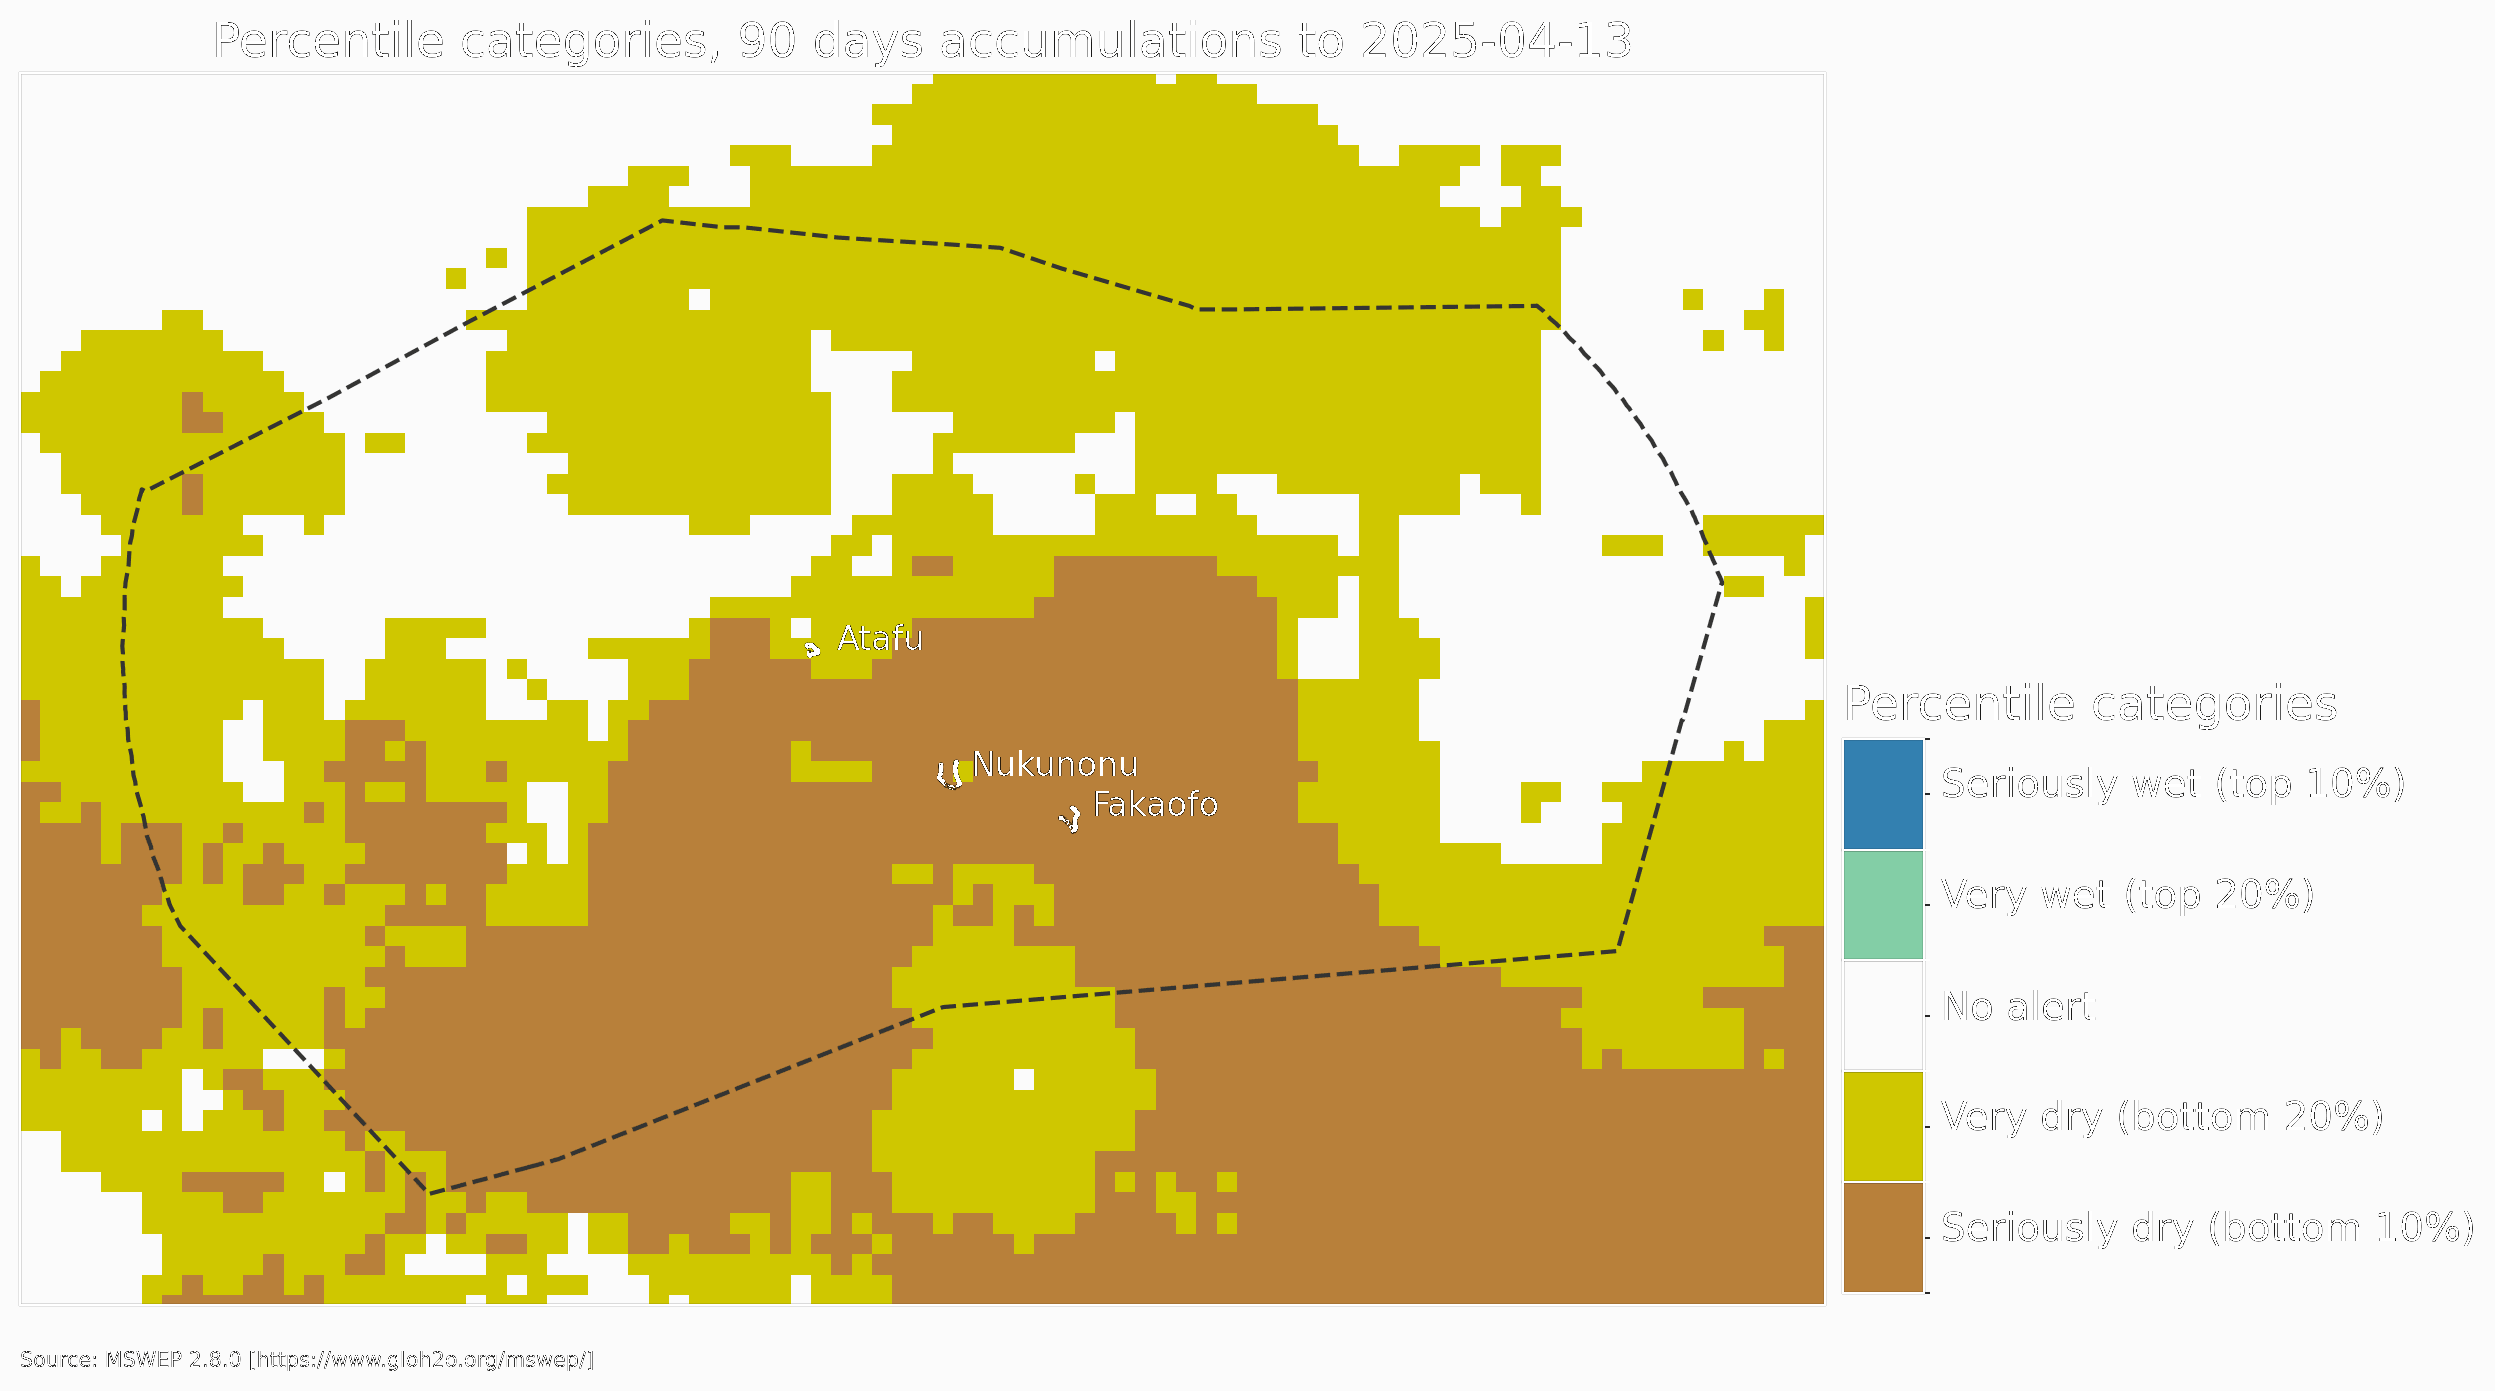 Percentile categories, 90 days accumulations to 2025-04-13
Atafu
Nukunonu
Fakaofo
Percentile categories
Seriously wet (top 10%)
Very wet (top 20%)
No alert
Very dry (bottom 20%)
Seriously dry (bottom 10%)
Source: MSWEP 2.8.0 [https://www.gloh2o.org/mswep/]